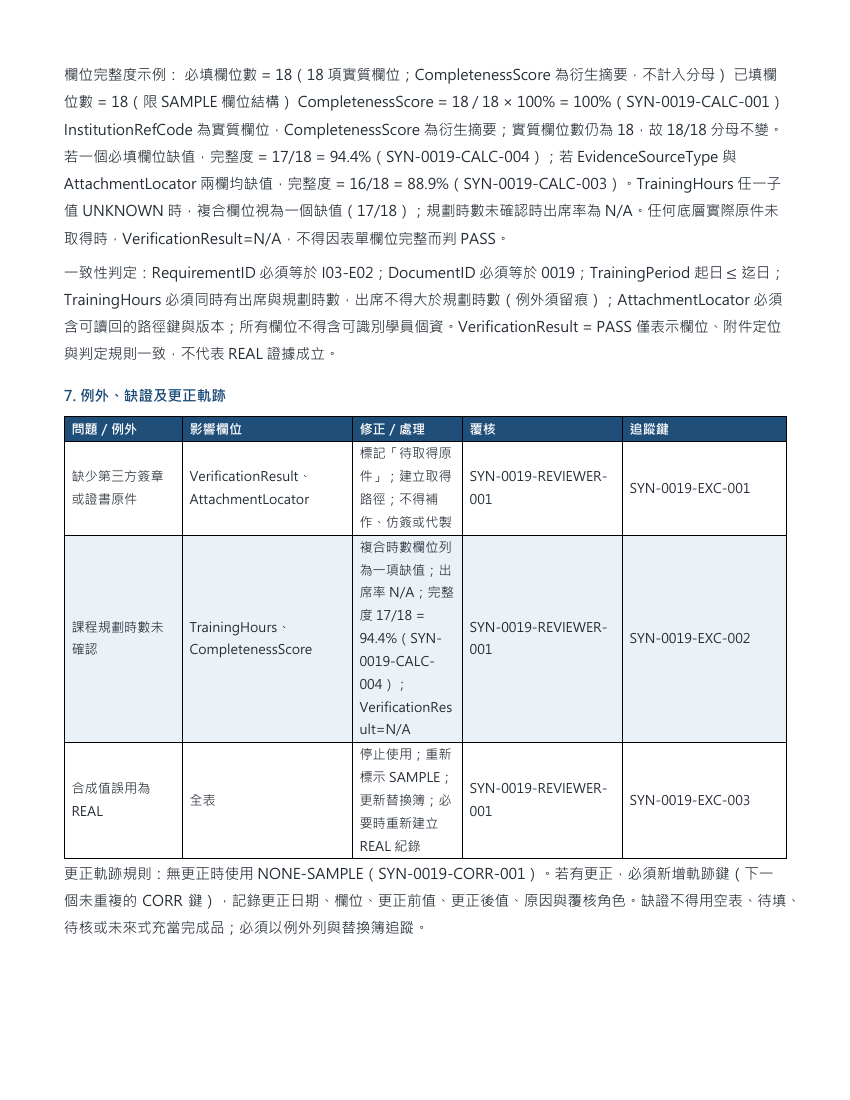 欄位完整度示例： 必填欄位數 = 18（18 項實質欄位；CompletenessScore 為衍生摘要，不計入分母） 已填欄
位數 = 18（限 SAMPLE 欄位結構） CompletenessScore = 18 / 18 × 100% = 100%（SYN-0019-CALC-001）
InstitutionRefCode 為實質欄位，CompletenessScore 為衍生摘要；實質欄位數仍為 18，故 18/18 分母不變。
若一個必填欄位缺值，完整度 = 17/18 = 94.4%（SYN-0019-CALC-004）；若 EvidenceSourceType 與
AttachmentLocator 兩欄均缺值，完整度 = 16/18 = 88.9%（SYN-0019-CALC-003）。TrainingHours 任一子
值 UNKNOWN 時，複合欄位視為一個缺值（17/18）；規劃時數未確認時出席率為 N/A。任何底層實際原件未
取得時，VerificationResult=N/A，不得因表單欄位完整而判 PASS。
一致性判定：RequirementID 必須等於 I03-E02；DocumentID 必須等於 0019；TrainingPeriod 起日 ≤ 迄日；
TrainingHours 必須同時有出席與規劃時數，出席不得大於規劃時數（例外須留痕）；AttachmentLocator 必須
含可讀回的路徑鍵與版本；所有欄位不得含可識別學員個資。VerificationResult = PASS 僅表示欄位、附件定位
與判定規則一致，不代表 REAL 證據成立。
7. 例外、缺證及更正軌跡
問題 / 例外 影響欄位 修正 / 處理 覆核 追蹤鍵
缺少第三方簽章
或證書原件
VerificationResult、
AttachmentLocator
標記「待取得原
件」；建立取得
路徑；不得補
作、仿簽或代製
SYN-0019-REVIEWER-
001
SYN-0019-EXC-001
課程規劃時數未
確認
TrainingHours、
CompletenessScore
複合時數欄位列
為一項缺值；出
席率 N/A；完整
度 17/18 =
94.4%（SYN-
0019-CALC-
004）；
VerificationRes
ult=N/A
SYN-0019-REVIEWER-
001
SYN-0019-EXC-002
合成值誤用為
REAL
全表
停止使用；重新
標示 SAMPLE；
更新替換簿；必
要時重新建立
REAL 紀錄
SYN-0019-REVIEWER-
001
SYN-0019-EXC-003
更正軌跡規則：無更正時使用 NONE-SAMPLE（SYN-0019-CORR-001）。若有更正，必須新增軌跡鍵（下一
個未重複的 CORR 鍵），記錄更正日期、欄位、更正前值、更正後值、原因與覆核角色。缺證不得用空表、待填、
待核或未來式充當完成品；必須以例外列與替換簿追蹤。